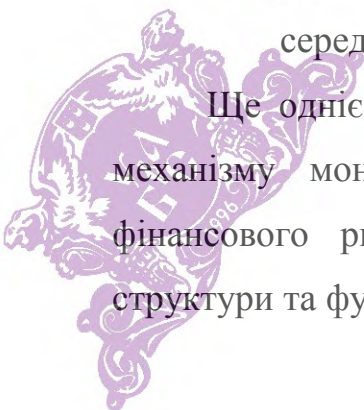 серед
Ще одніє
механізму мон
фінансового р
структури та фу